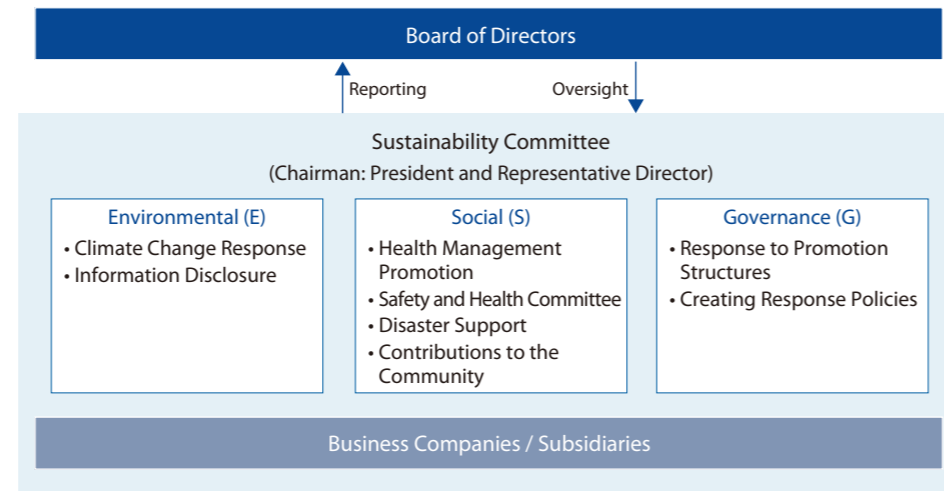 Board of Directors
Reporting
Oversight
Sustainability Committee
(Chairman: President and Representative Director)
Environmental (E)
• Climate Change Response
• Information Disclosure
Social (S)
• Health Management
Promotion
• Safety and Health Committee
• Disaster Support
• Contributions to the
Community
Governance (G)
• Response to Promotion
Structures
• Creating Response Policies
Business Companies / Subsidiaries